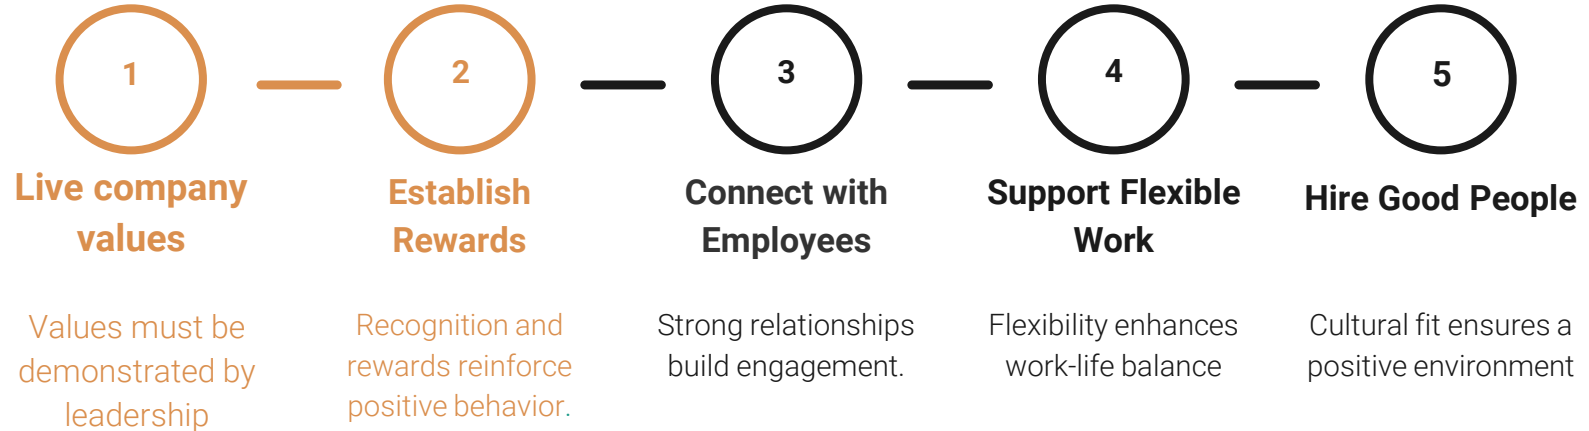 1
2
3
4
5
Live company
values
Establish
Rewards
Connect with
Employees
Support Flexible
Work
Hire Good People
Values must be
demonstrated by
leadership
Recognition and
rewards reinforce
positive behavior.
Strong relationships
build engagement.
Flexibility enhances
work-life balance
Cultural fit ensures a
positive environment